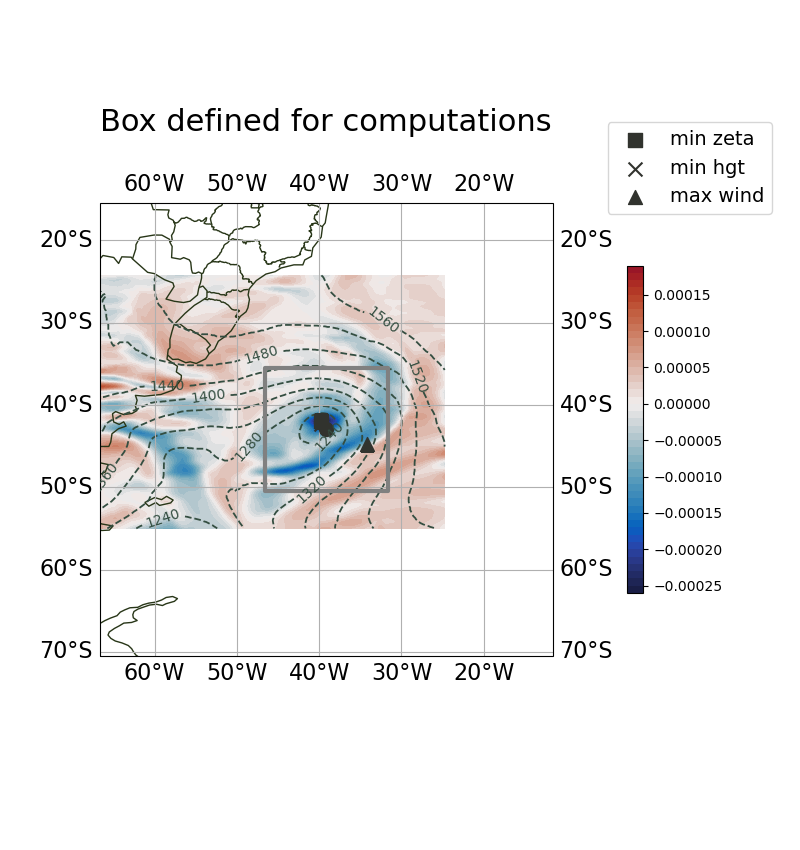 Box defined for computations
min zeta
min hgt
max wind
60°W 50°W 40°W 30°W 20°W
20°S 20°S
30°S 30°S
40°S 40°S
50°S 50°S
60°S 60°S
70°S 70°S
60°W 50°W 40°W 30°W 20°W
1560
1480
1520
1440
1400
1280
1320
1240
0.00015
0.00010
0.00005
0.00000
−0.00005
−0.00010
−0.00015
−0.00020
−0.00025